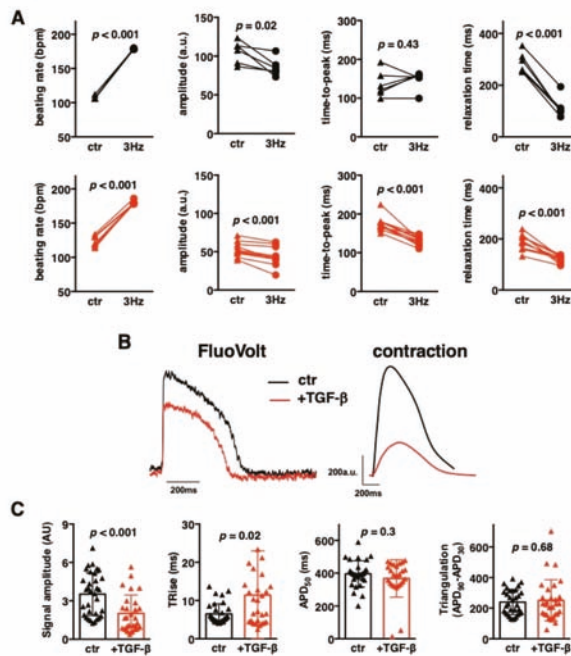 A
beating rate (bpm)
200
150
100
50
p < 0.001
ctr 3Hz
amplitude (a.u.)
150
100
50
0
p = 0.02
ctr 3Hz
time-to-peak (ms)
300
200
100
0
p = 0.43
ctr 3Hz
relaxation time (ms)
400
200
0
p < 0.001
ctr 3Hz
beating rate (bpm)
200
150
100
50
p < 0.001
ctr 3Hz
amplitude (a.u.)
150
100
50
0
p < 0.001
ctr 3Hz
time-to-peak (ms)
300
200
100
0
p < 0.001
ctr 3Hz
relaxation time (ms)
400
200
0
p < 0.001
ctr 3Hz
B
FluoVolt
contraction
ctr
+TGF-β
200ms
200a.u.
200ms
C
Signal amplitude (AU)
9
6
3
0
p < 0.001
ctr +TGF-β
TRise (ms)
30
20
10
0
p = 0.02
ctr +TGF-β
APD50 (ms)
600
400
200
0
p = 0.3
ctr +TGF-β
Triangulation
(APD90-APD30)
800
600
400
200
0
p = 0.68
ctr +TGF-β